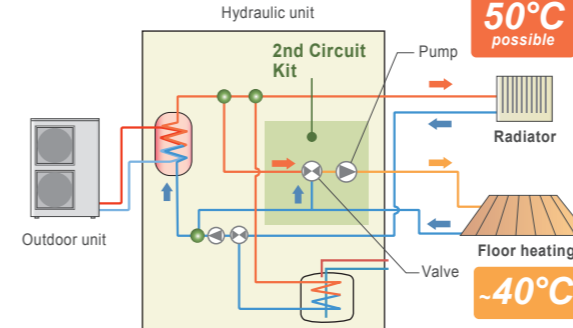 Hydraulic unit
50°C
possible
2nd Circuit
Kit
Pump
Radiator
Outdoor unit
Floor heating
Valve
~40°C